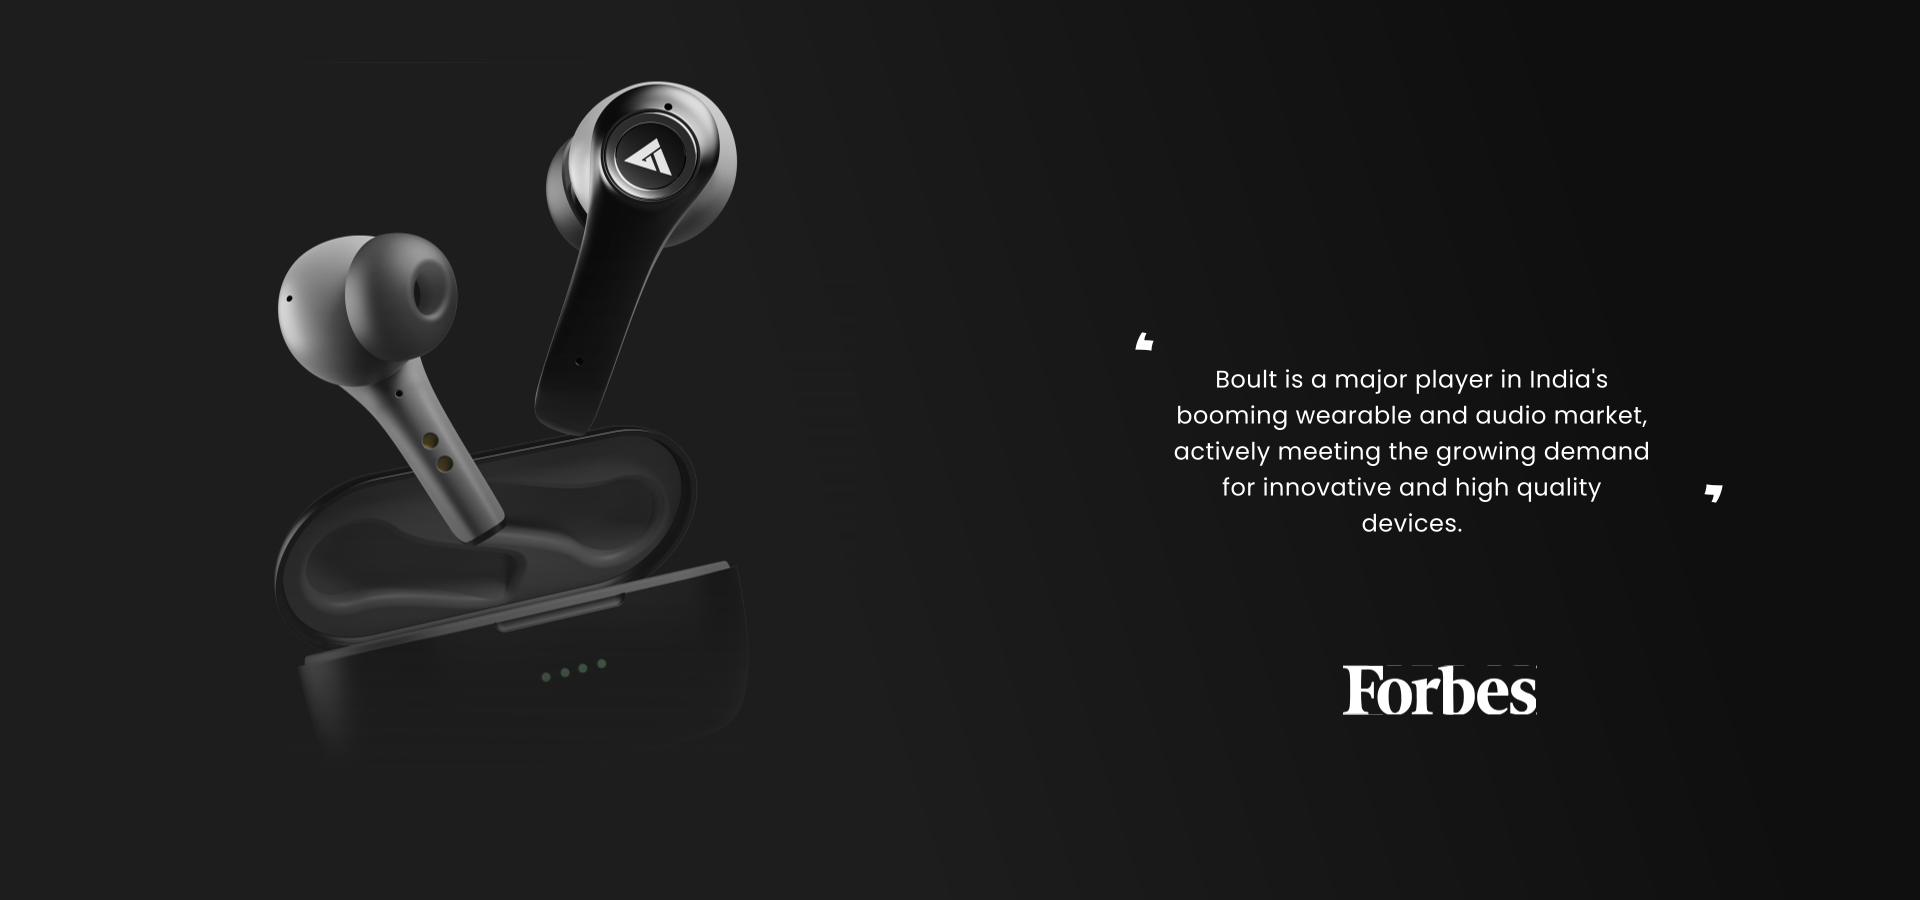 ❛
Boult is a major player in India's
booming wearable and audio market,
actively meeting the growing demand
for innovative and high quality
devices.
❜
Forbes